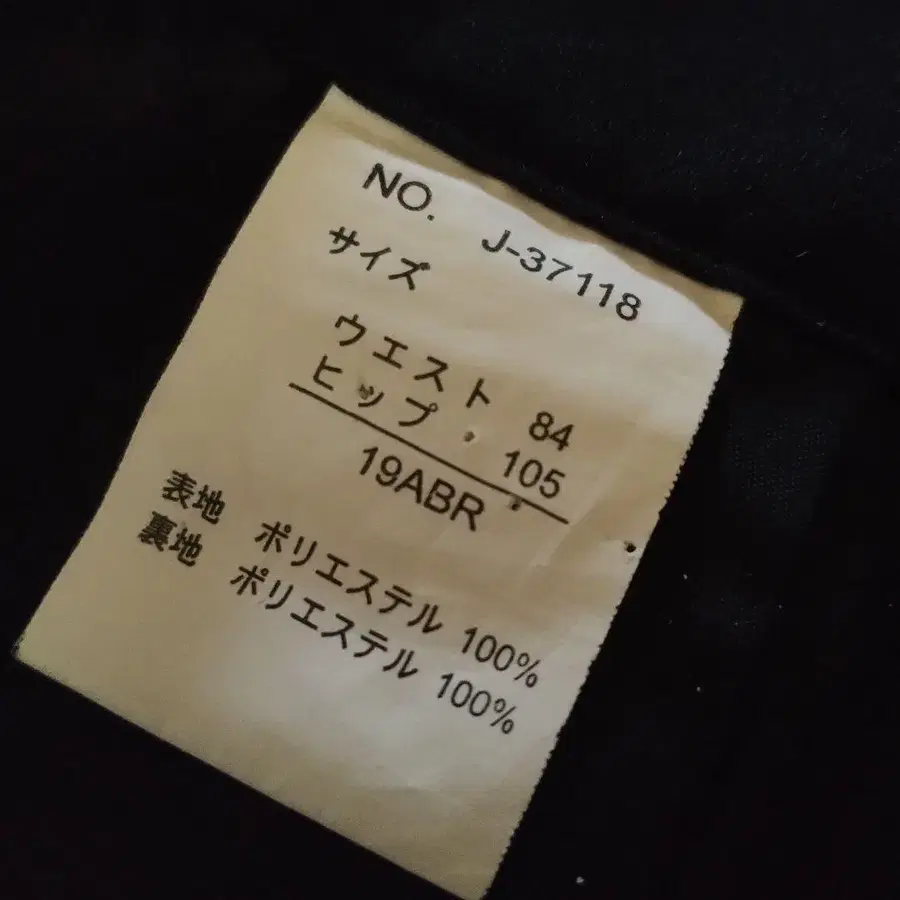 NO. J-37118
サイズ
ウエスト 84
ヒップ 105
19ABR
表地 ポリエステル 100%
裏地 ポリエステル 100%